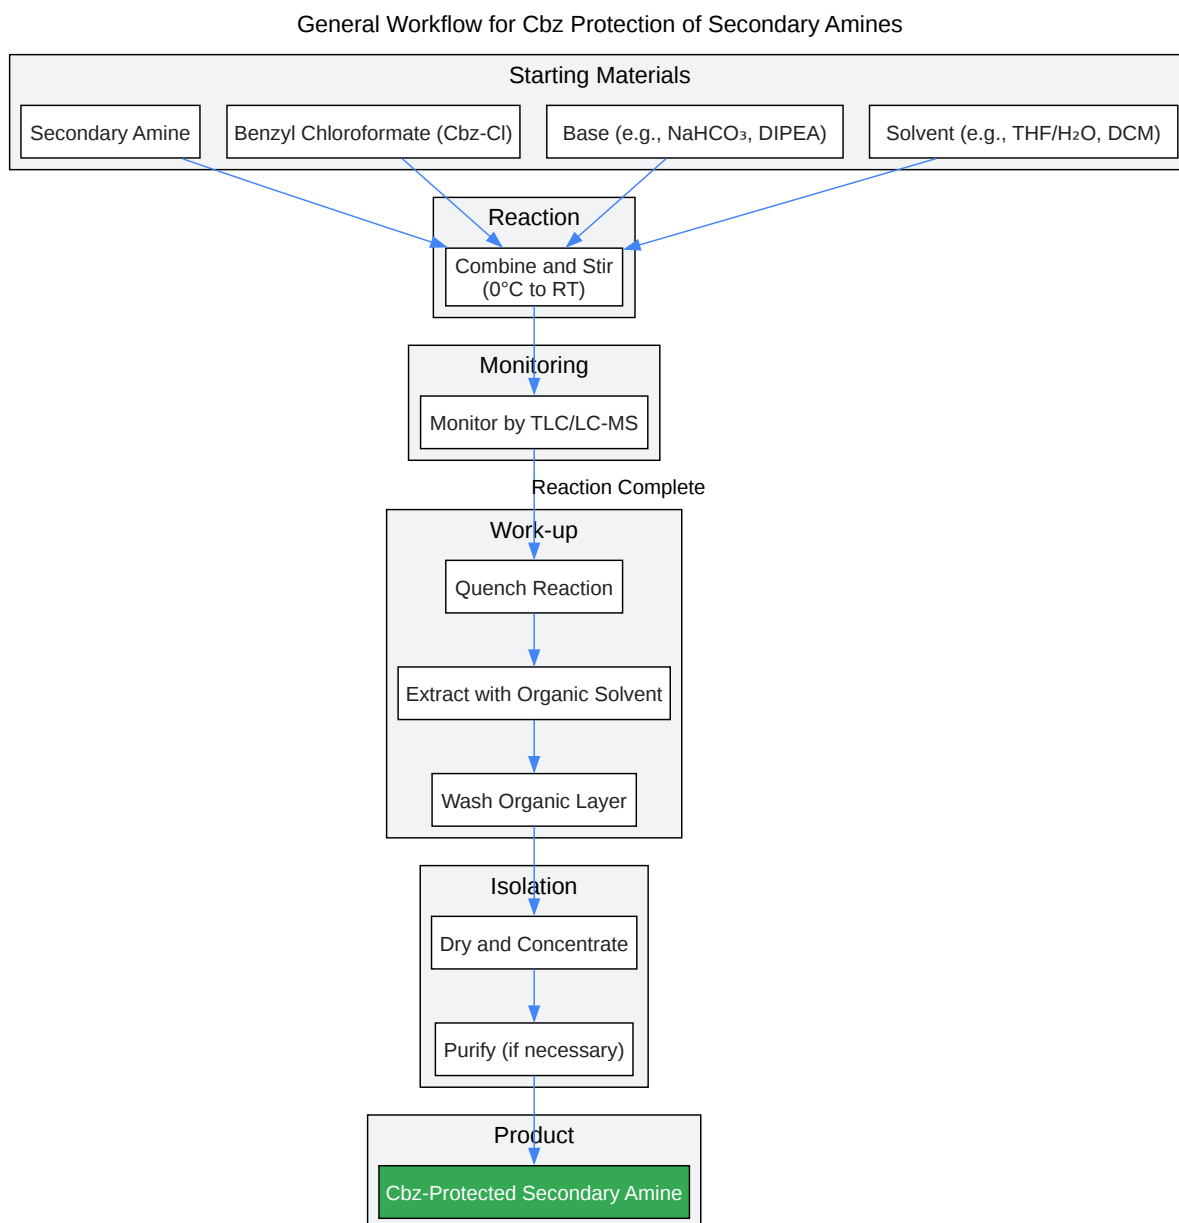 General Workflow for Cbz Protection of Secondary Amines
Starting Materials
Secondary Amine
Benzyl Chloroformate (Cbz-Cl)
Base (e.g., NaHCO₃, DIPEA)
Solvent (e.g., THF/H₂O, DCM)
Reaction
Combine and Stir
(0°C to RT)
Monitoring
Monitor by TLC/LC-MS
Reaction Complete
Work-up
Quench Reaction
Extract with Organic Solvent
Wash Organic Layer
Isolation
Dry and Concentrate
Purify (if necessary)
Product
Cbz-Protected Secondary Amine